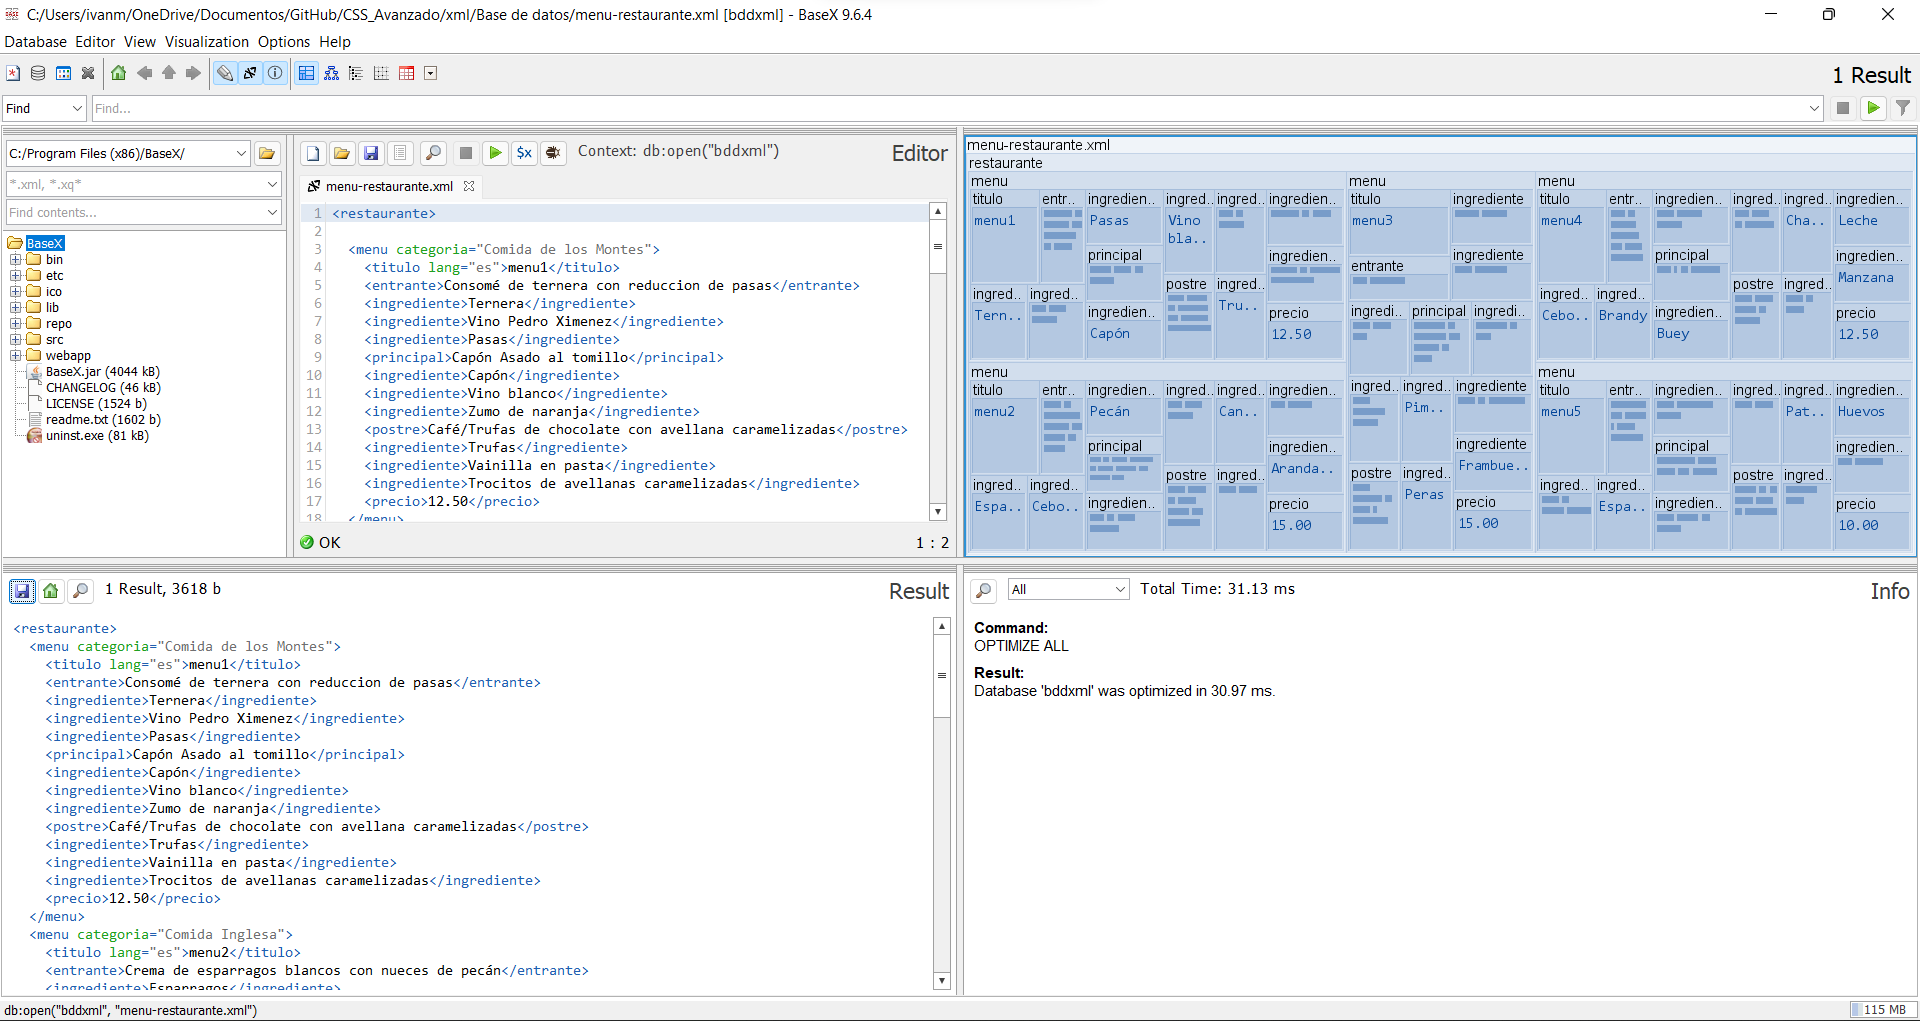 C:/Users/ivanm/OneDrive/Documentos/GitHub/CSS_Avanzado/xml/Base de datos/menu-restaurante.xml [bddxml] - BaseX 9.6.4
Database Editor View Visualization Options Help
1 Result
Find Find...
C:/Program Files (x86)/BaseX/
*.xml, *.xq*
Find contents...
BaseX
bin
etc
ico
lib
repo
src
webapp
BaseX.jar (4044 kB)
CHANGELOG (46 kB)
LICENSE (1524 b)
readme.txt (1602 b)
uninst.exe (81 kB)
$x Context: db:open("bddxml") Editor
menu-restaurante.xml
1 <restaurante>
2
3 <menu categoria="Comida de los Montes">
4 <titulo lang="es">menu1</titulo>
5 <entrante>Consomé de ternera con reduccion de pasas</entrante>
6 <ingrediente>Ternera</ingrediente>
7 <ingrediente>Vino Pedro Ximenez</ingrediente>
8 <ingrediente>Pasas</ingrediente>
9 <principal>Capón Asado al tomillo</principal>
10 <ingrediente>Capón</ingrediente>
11 <ingrediente>Vino blanco</ingrediente>
12 <ingrediente>Zumo de naranja</ingrediente>
13 <postre>Café/Trufas de chocolate con avellana caramelizadas</postre>
14 <ingrediente>Trufas</ingrediente>
15 <ingrediente>Vainilla en pasta</ingrediente>
16 <ingrediente>Trocitos de avellanas caramelizadas</ingrediente>
17 <precio>12.50</precio>
18 </menu>
OK 1 : 2
menu-restaurante.xml
restaurante
menu
titulo entr.. ingredien.. ingred.. ingred.. ingredien..
menu1 Pasas Vino bla..
principal ingredien..
ingred.. ingred.. postre ingred..
Tern.. ingredien.. Tru.. precio
Capón 12.50
menu
titulo entr.. ingredien.. ingred.. ingred.. ingredien..
menu2 Pecán Can..
principal ingredien..
Aranda..
ingred.. ingred.. postre ingred..
Espa.. Cebo.. ingredien.. precio
15.00
menu
titulo ingrediente
menu3
entrante ingrediente
ingredi.. principal ingredi..
ingred.. ingred.. ingrediente
Pim..
ingrediente
Frambue..
postre ingred..
Peras precio
15.00
menu
titulo entr.. ingredien.. ingred.. ingred.. ingredien..
menu4 Cha.. Leche
principal ingredien..
Manzana
ingred.. ingred.. postre ingred..
Cebo.. Brandy ingredien.. precio
Buey 12.50
menu
titulo entr.. ingredien.. ingred.. ingred.. ingredien..
menu5 Pat.. Huevos
principal ingredien..
ingred.. ingred.. postre ingred..
Espa.. ingredien.. precio
10.00
1 Result, 3618 b Result
<restaurante>
<menu categoria="Comida de los Montes">
<titulo lang="es">menu1</titulo>
<entrante>Consomé de ternera con reduccion de pasas</entrante>
<ingrediente>Ternera</ingrediente>
<ingrediente>Vino Pedro Ximenez</ingrediente>
<ingrediente>Pasas</ingrediente>
<principal>Capón Asado al tomillo</principal>
<ingrediente>Capón</ingrediente>
<ingrediente>Vino blanco</ingrediente>
<ingrediente>Zumo de naranja</ingrediente>
<postre>Café/Trufas de chocolate con avellana caramelizadas</postre>
<ingrediente>Trufas</ingrediente>
<ingrediente>Vainilla en pasta</ingrediente>
<ingrediente>Trocitos de avellanas caramelizadas</ingrediente>
<precio>12.50</precio>
</menu>
<menu categoria="Comida Inglesa">
<titulo lang="es">menu2</titulo>
<entrante>Crema de esparragos blancos con nueces de pecán</entrante>
<ingrediente>Esparragos</ingrediente>
All Total Time: 31.13 ms Info
Command:
OPTIMIZE ALL
Result:
Database 'bddxml' was optimized in 30.97 ms.
db:open("bddxml", "menu-restaurante.xml") 115 MB